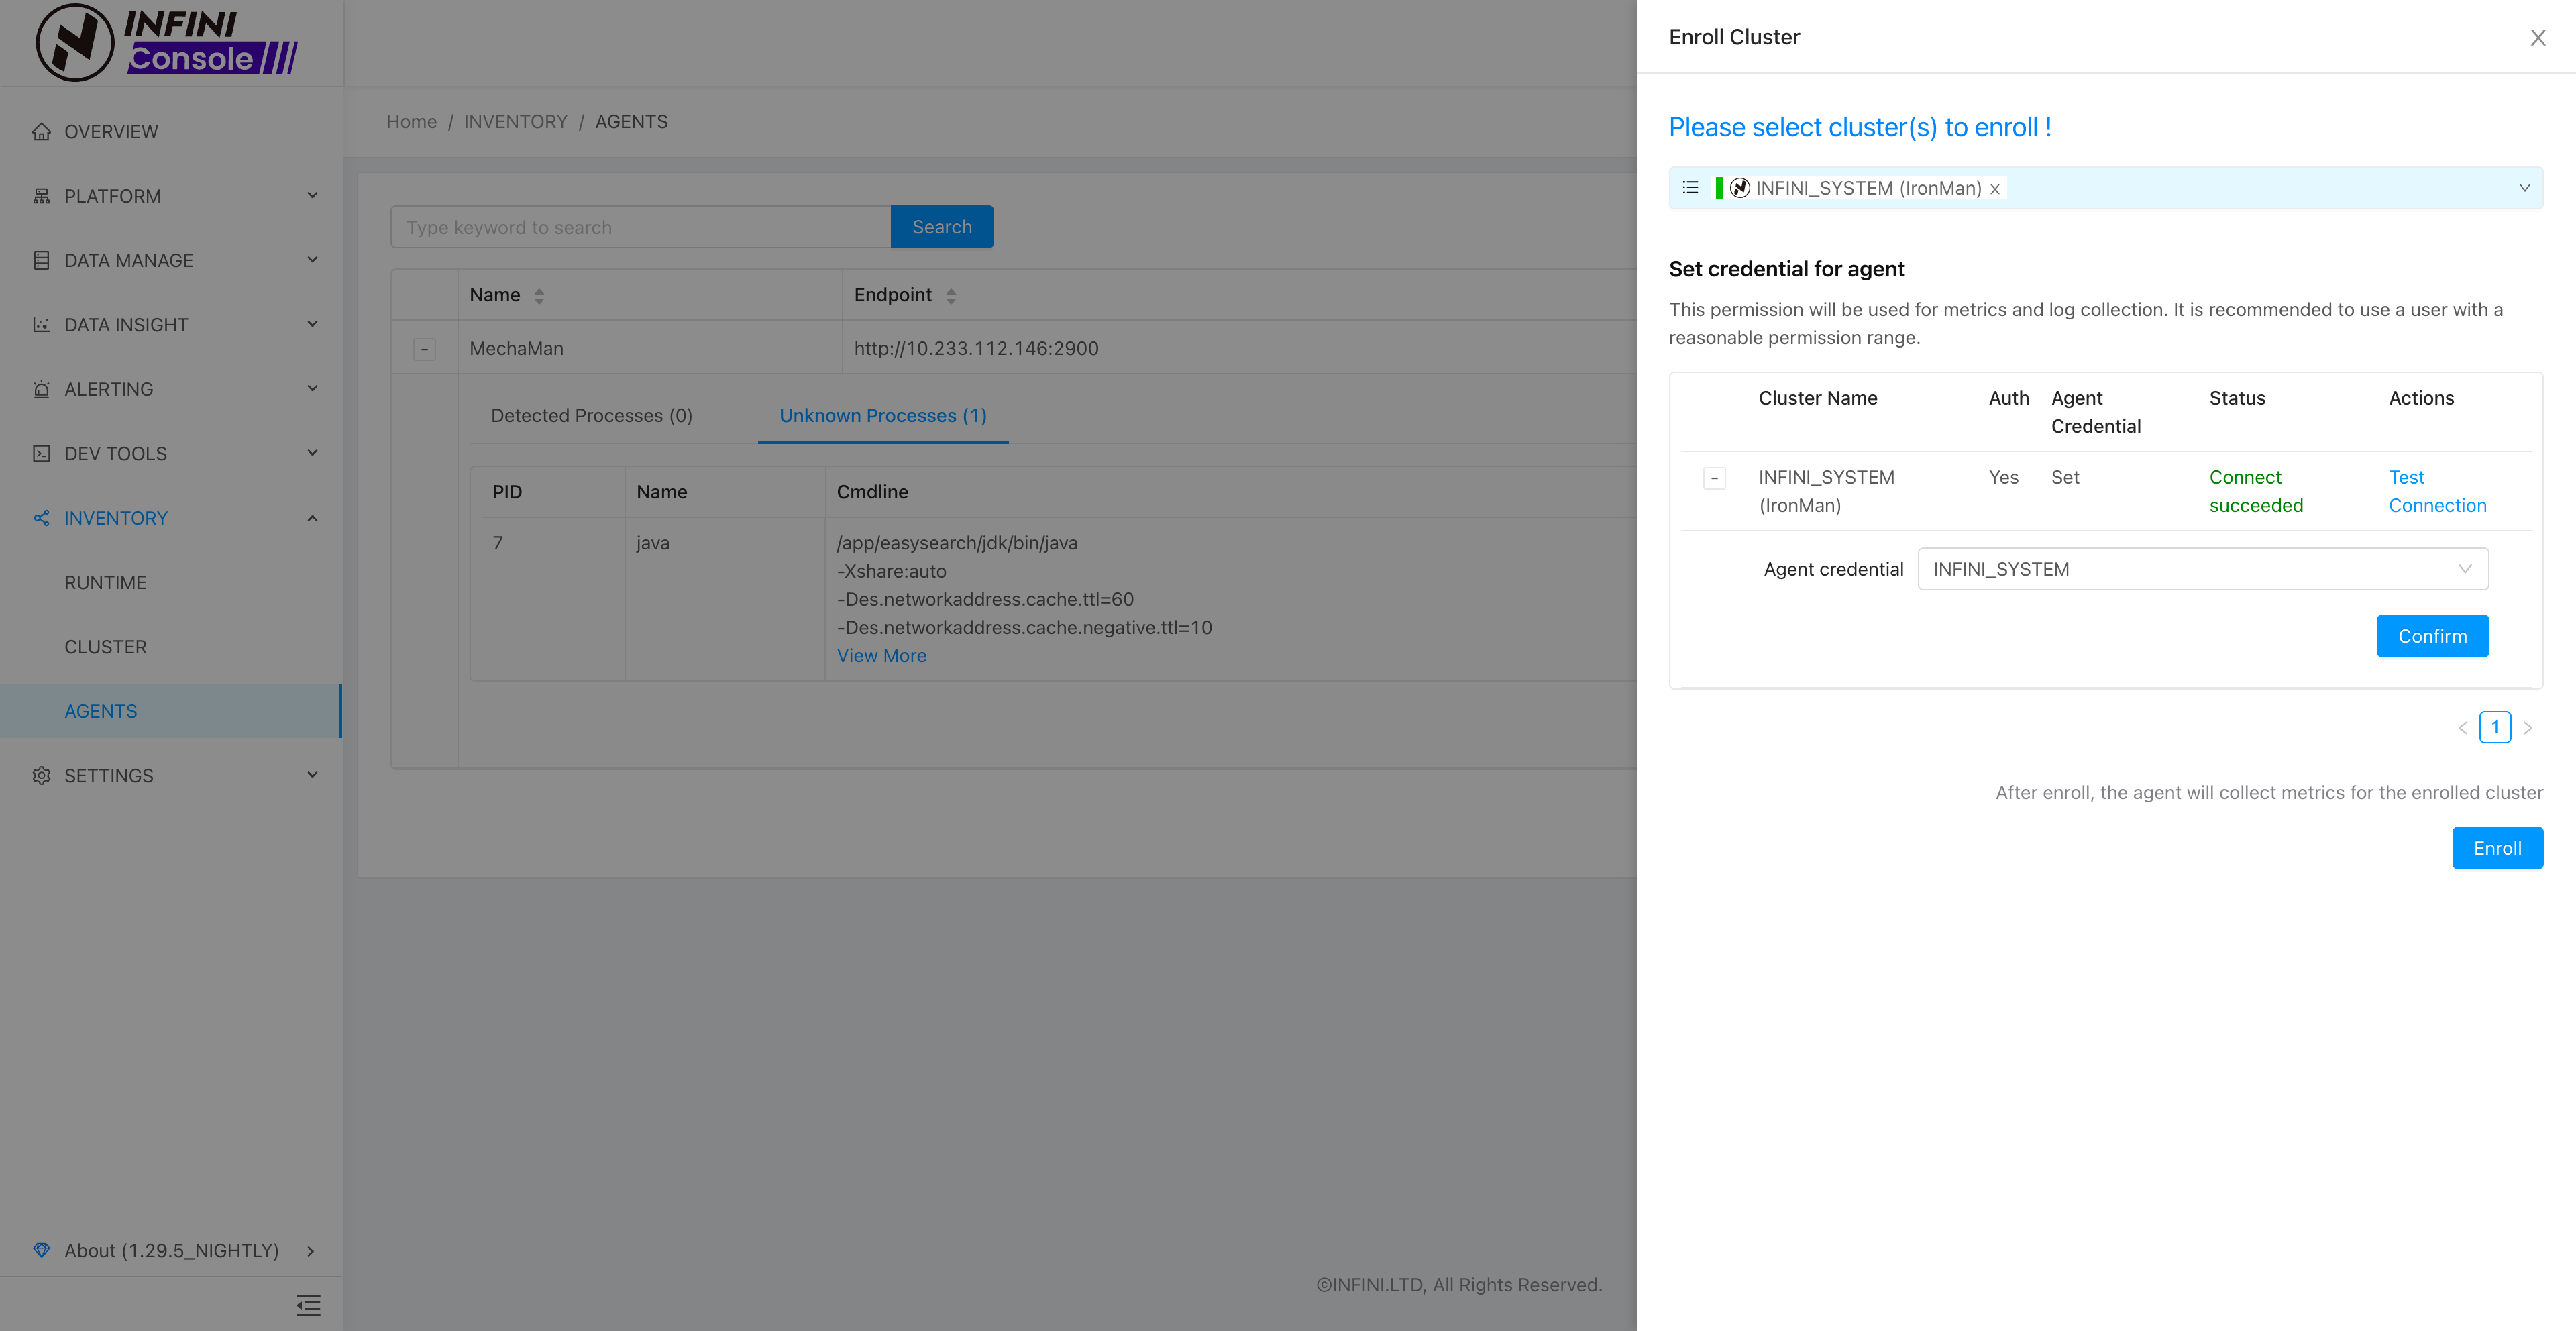 INFINI
Console
OVERVIEW
PLATFORM
DATA MANAGE
DATA INSIGHT
ALERTING
DEV TOOLS
INVENTORY
RUNTIME
CLUSTER
AGENTS
SETTINGS
About (1.29.5_NIGHTLY)
Home / INVENTORY / AGENTS
Type keyword to search
Search
Name
Endpoint
-
MechaMan
http://10.233.112.146:2900
Detected Processes (0)
Unknown Processes (1)
PID
Name
Cmdline
7
java
/app/easysearch/jdk/bin/java
-Xshare:auto
-Des.networkaddress.cache.ttl=60
-Des.networkaddress.cache.negative.ttl=10
View More
©INFINI.LTD, All Rights Reserved.
Enroll Cluster
Please select cluster(s) to enroll !
INFINI_SYSTEM (IronMan)
Set credential for agent
This permission will be used for metrics and log collection. It is recommended to use a user with a
reasonable permission range.
Cluster Name
Auth
Agent
Credential
Status
Actions
-
INFINI_SYSTEM
(IronMan)
Yes
Set
Connect
succeeded
Test
Connection
Agent credential
INFINI_SYSTEM
Confirm
1
After enroll, the agent will collect metrics for the enrolled cluster
Enroll